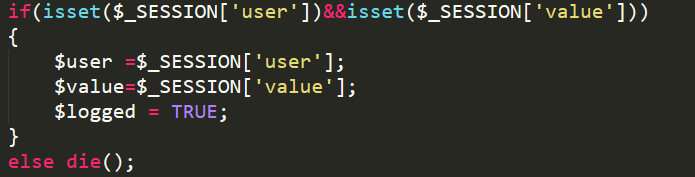 if(isset($_SESSION['user'])&&isset($_SESSION['value']))
{
    $user =$_SESSION['user'];
    $value=$_SESSION['value'];
    $logged = TRUE;
}
else die();